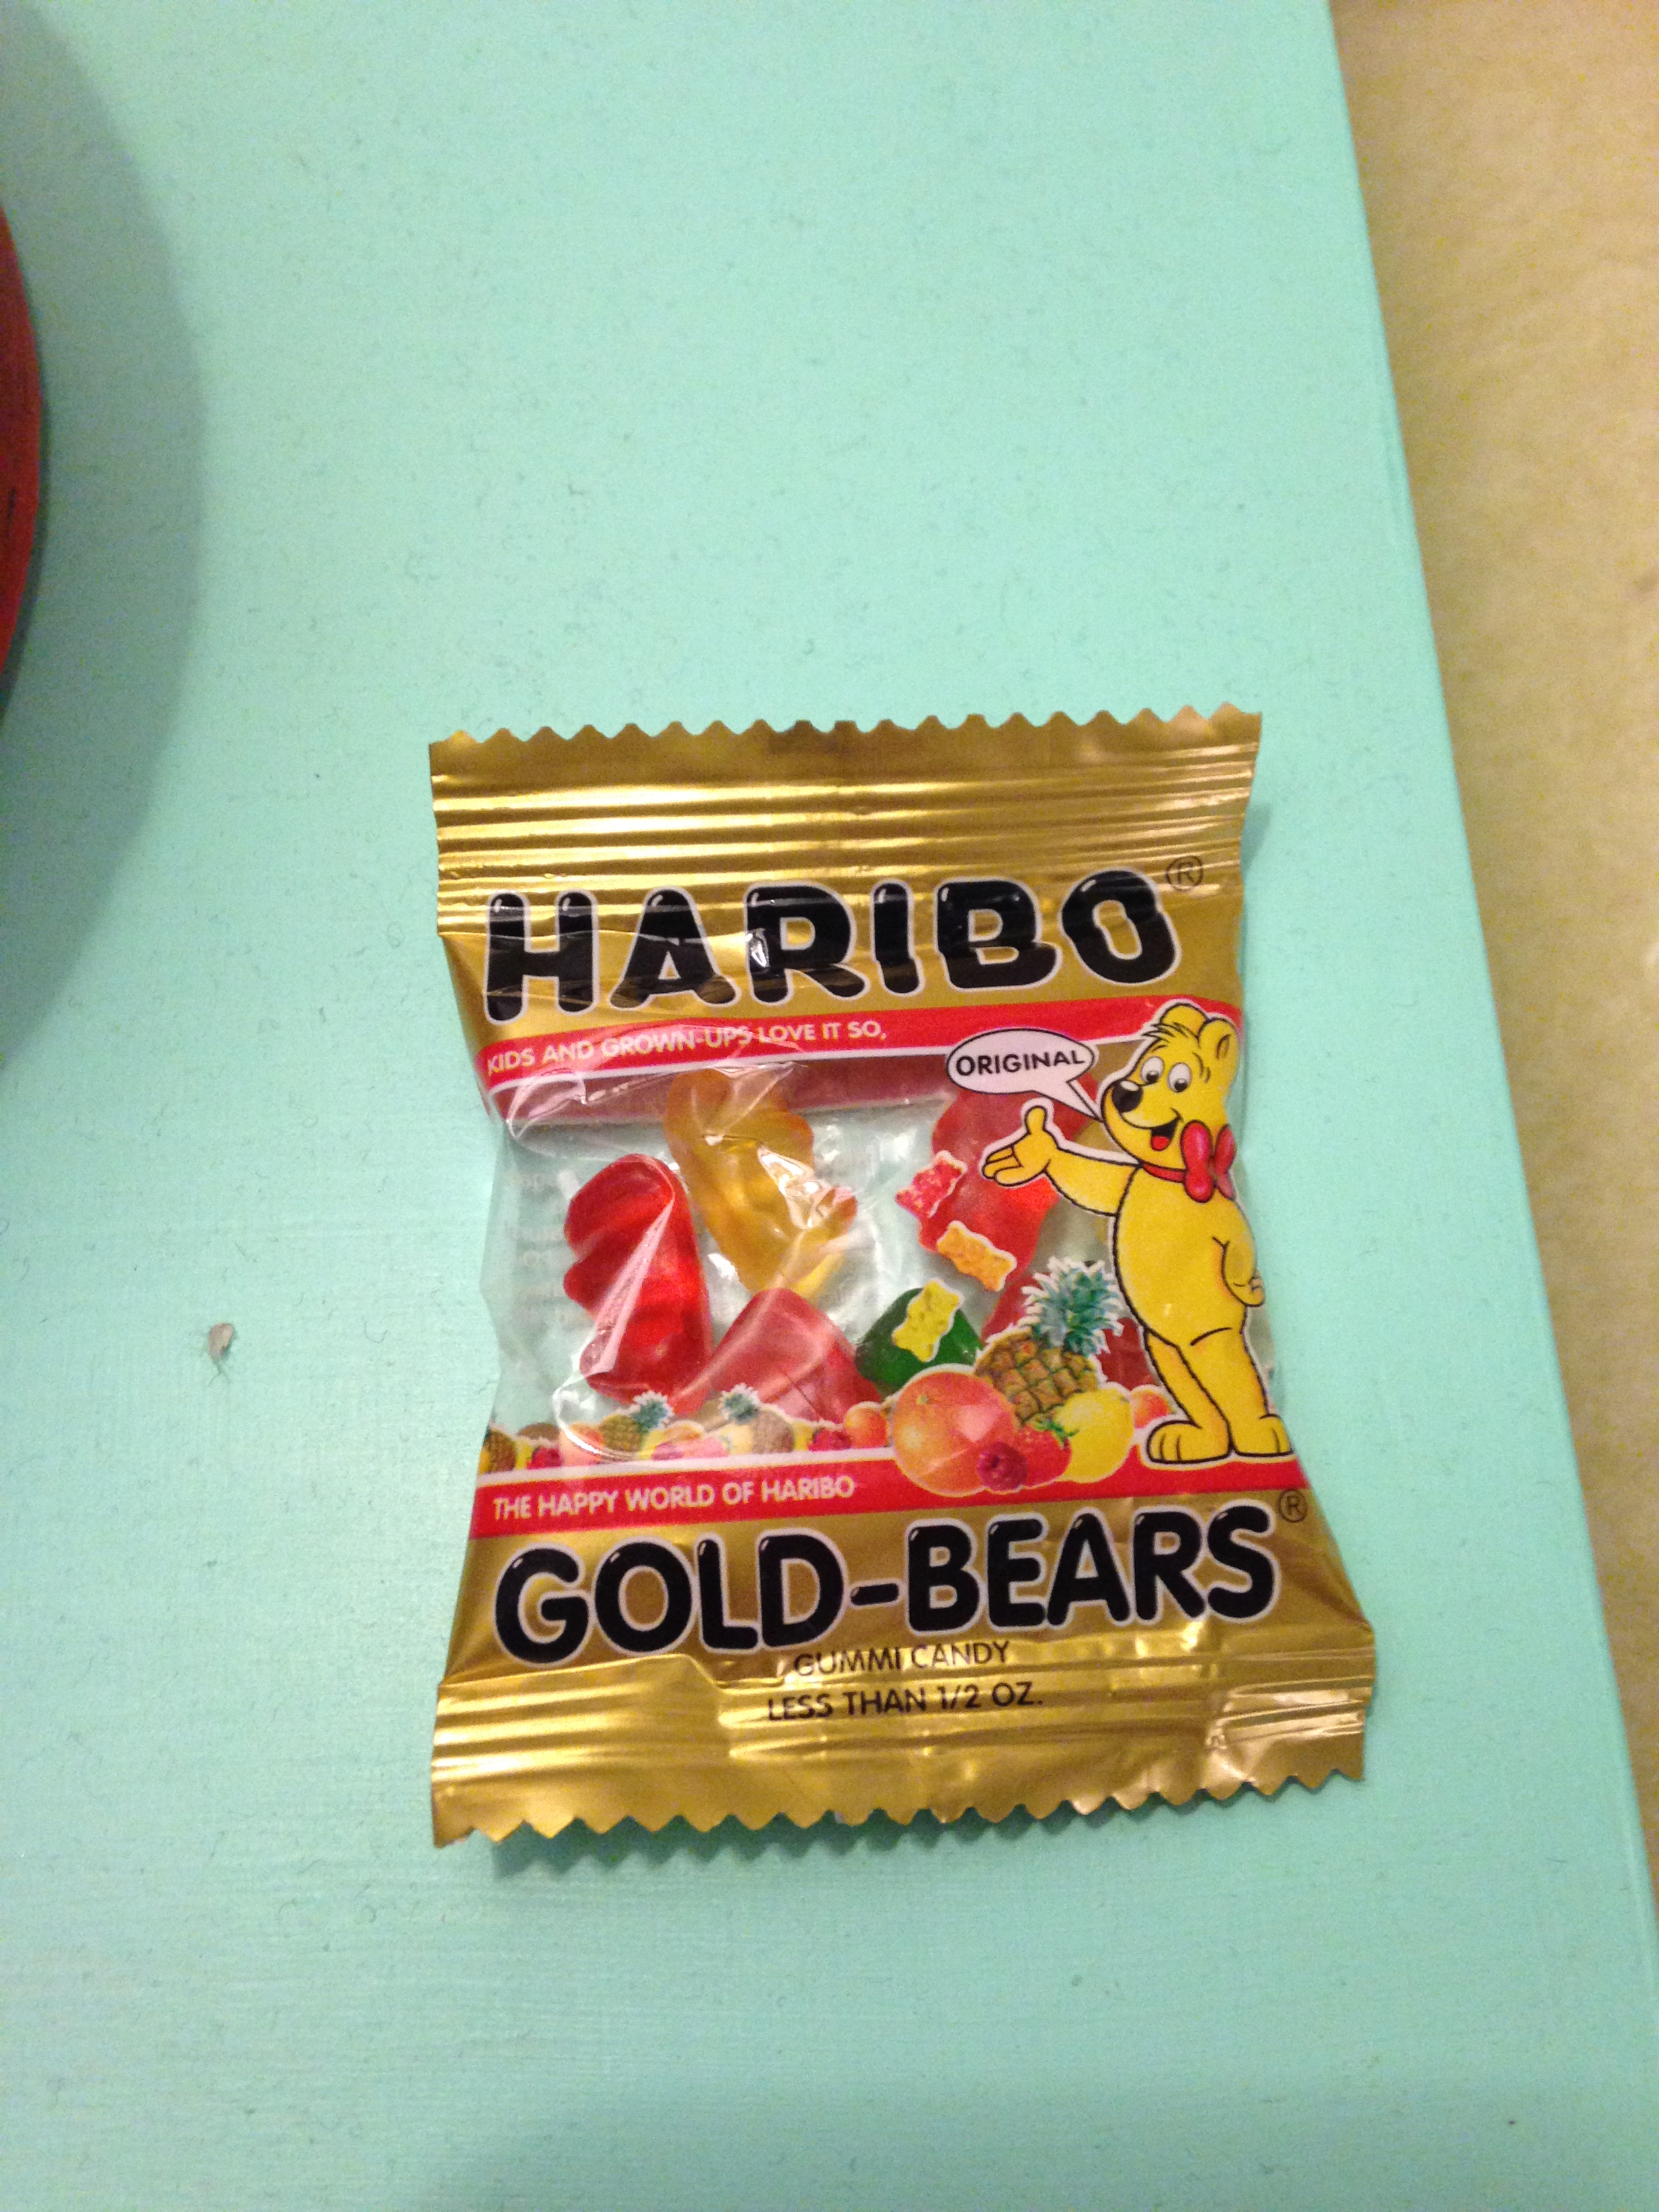 HARIBO®
KIDS AND GROWN-UPS LOVE IT SO,
ORIGINAL
THE HAPPY WORLD OF HARIBO
GOLD-BEARS®
GUMMI CANDY
LESS THAN 1/2 OZ.